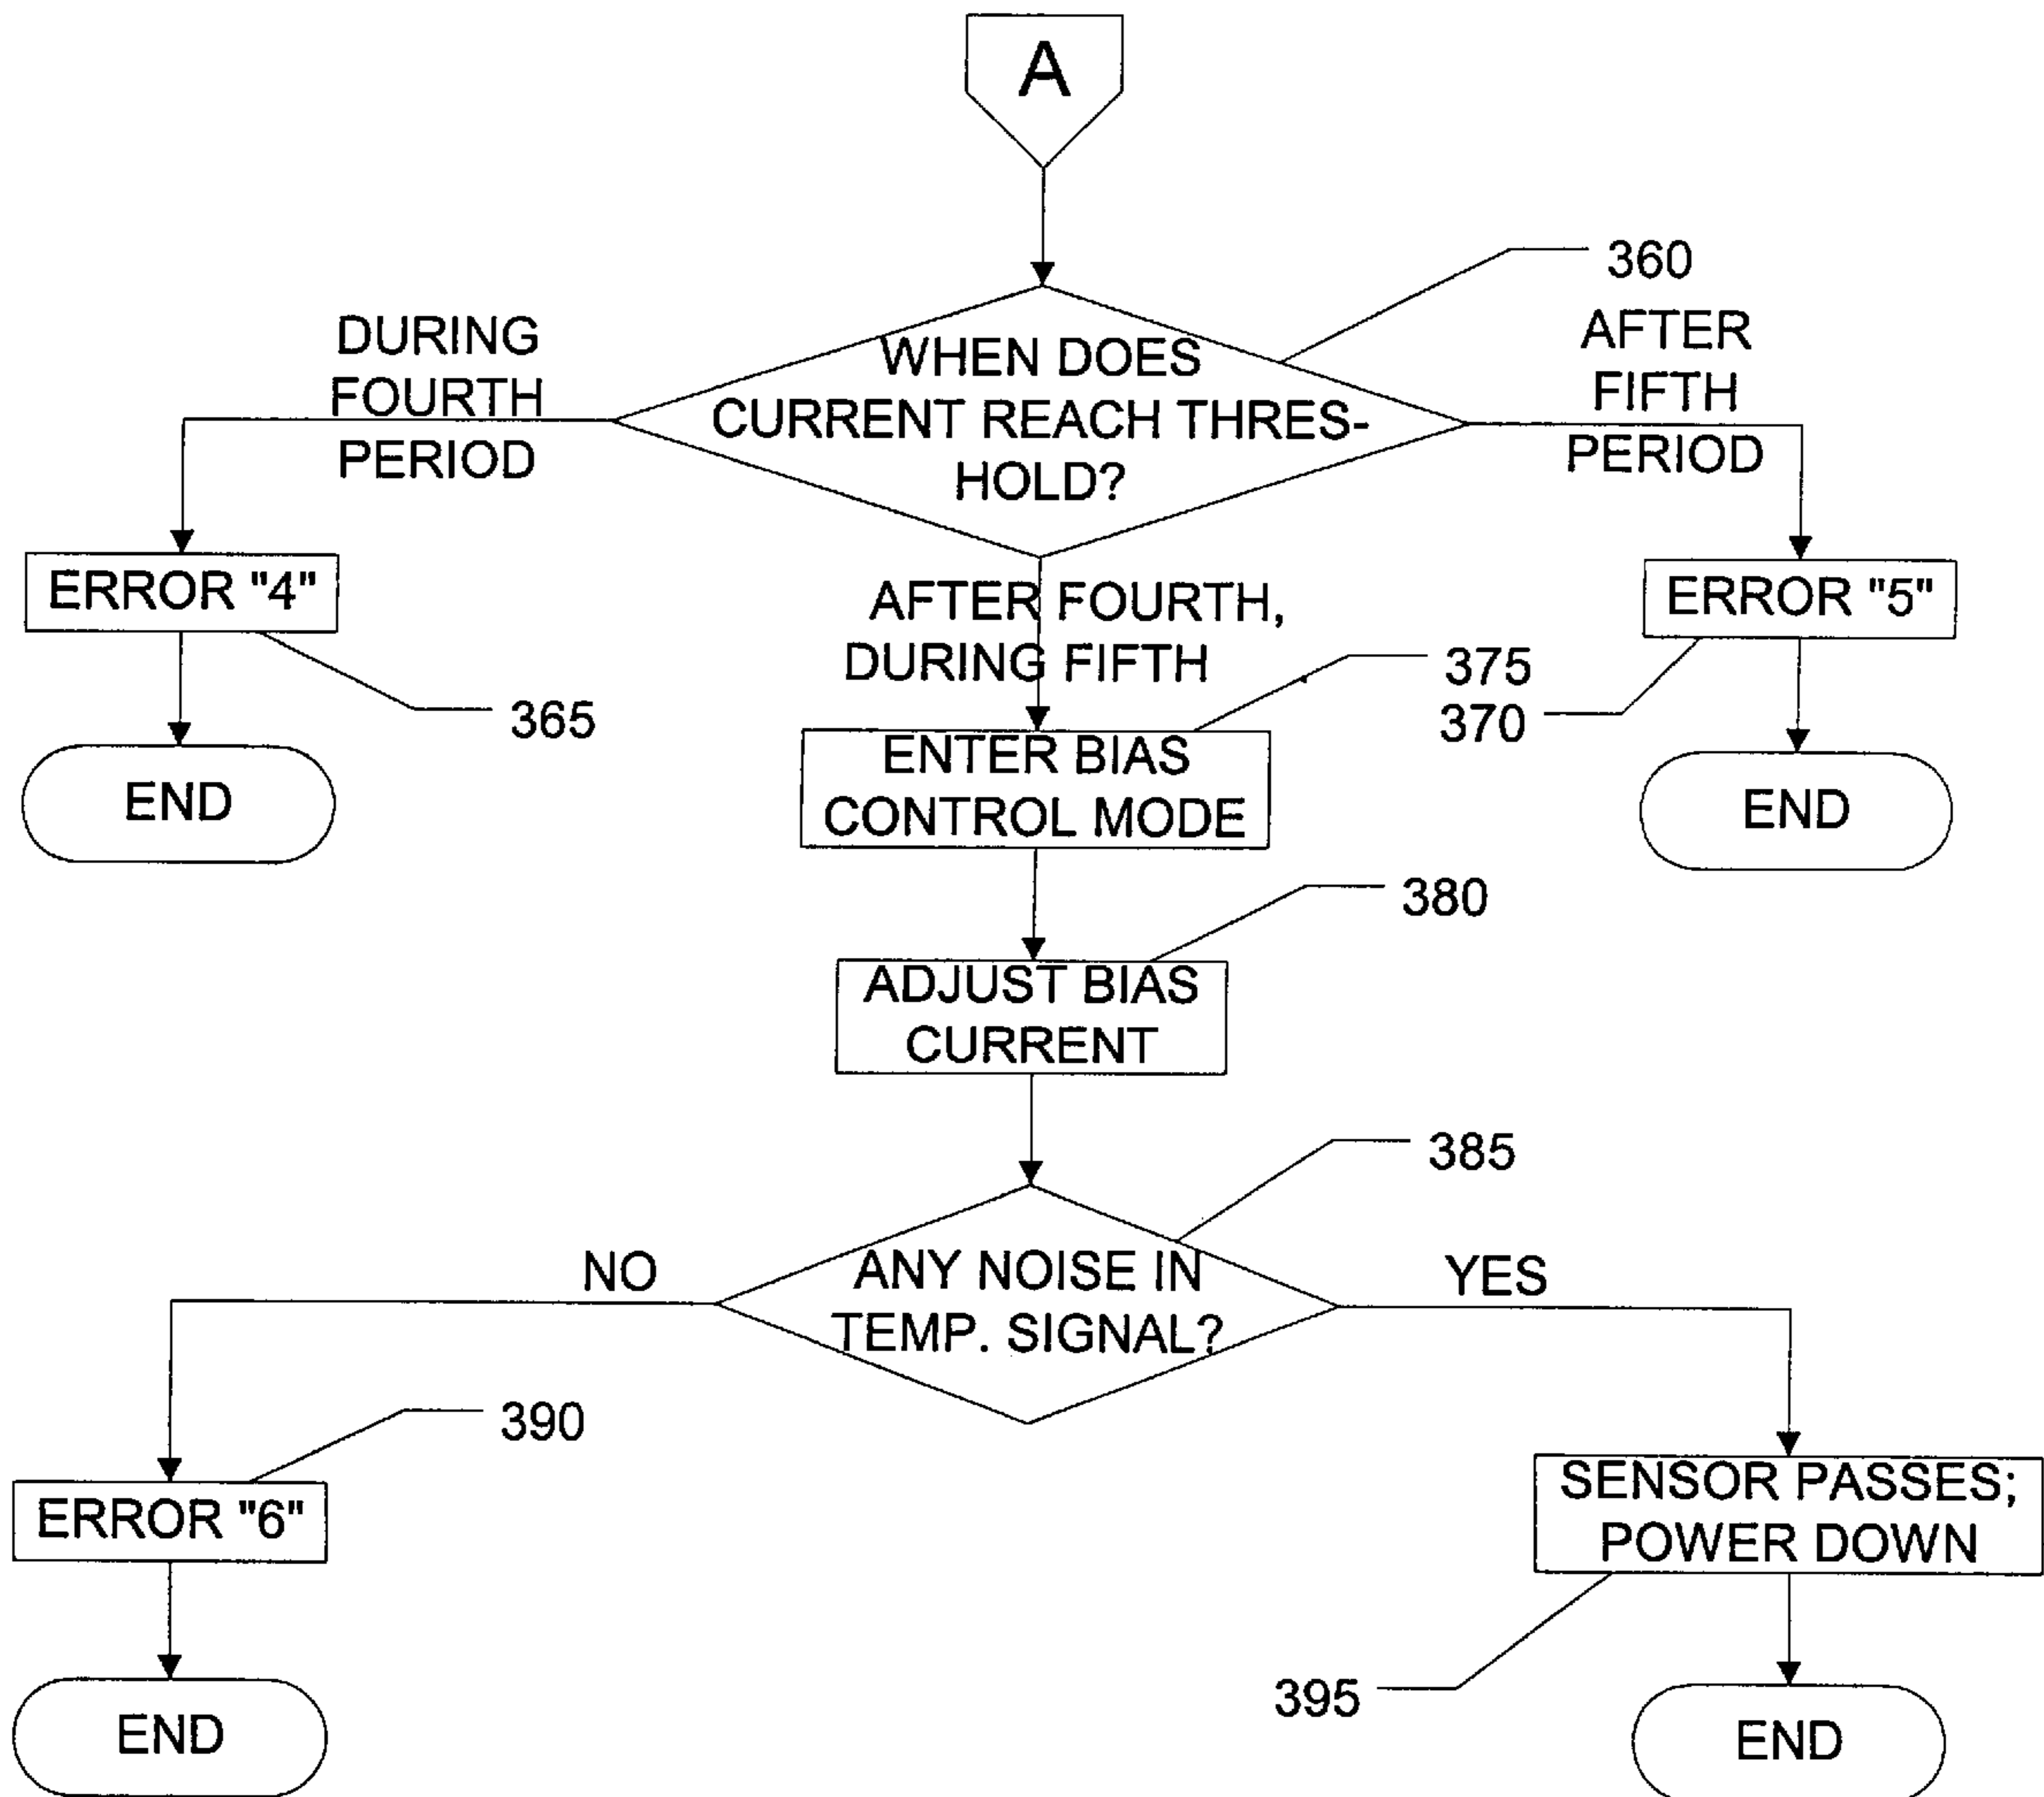 A
360
DURING
FOURTH
PERIOD
WHEN DOES
CURRENT REACH THRES-
HOLD?
AFTER
FIFTH
PERIOD
ERROR "4"
365
END
AFTER FOURTH,
DURING FIFTH
ERROR "5"
370
END
375
ENTER BIAS
CONTROL MODE
380
ADJUST BIAS
CURRENT
385
ANY NOISE IN
TEMP. SIGNAL?
NO
YES
390
ERROR "6"
END
SENSOR PASSES;
POWER DOWN
395
END